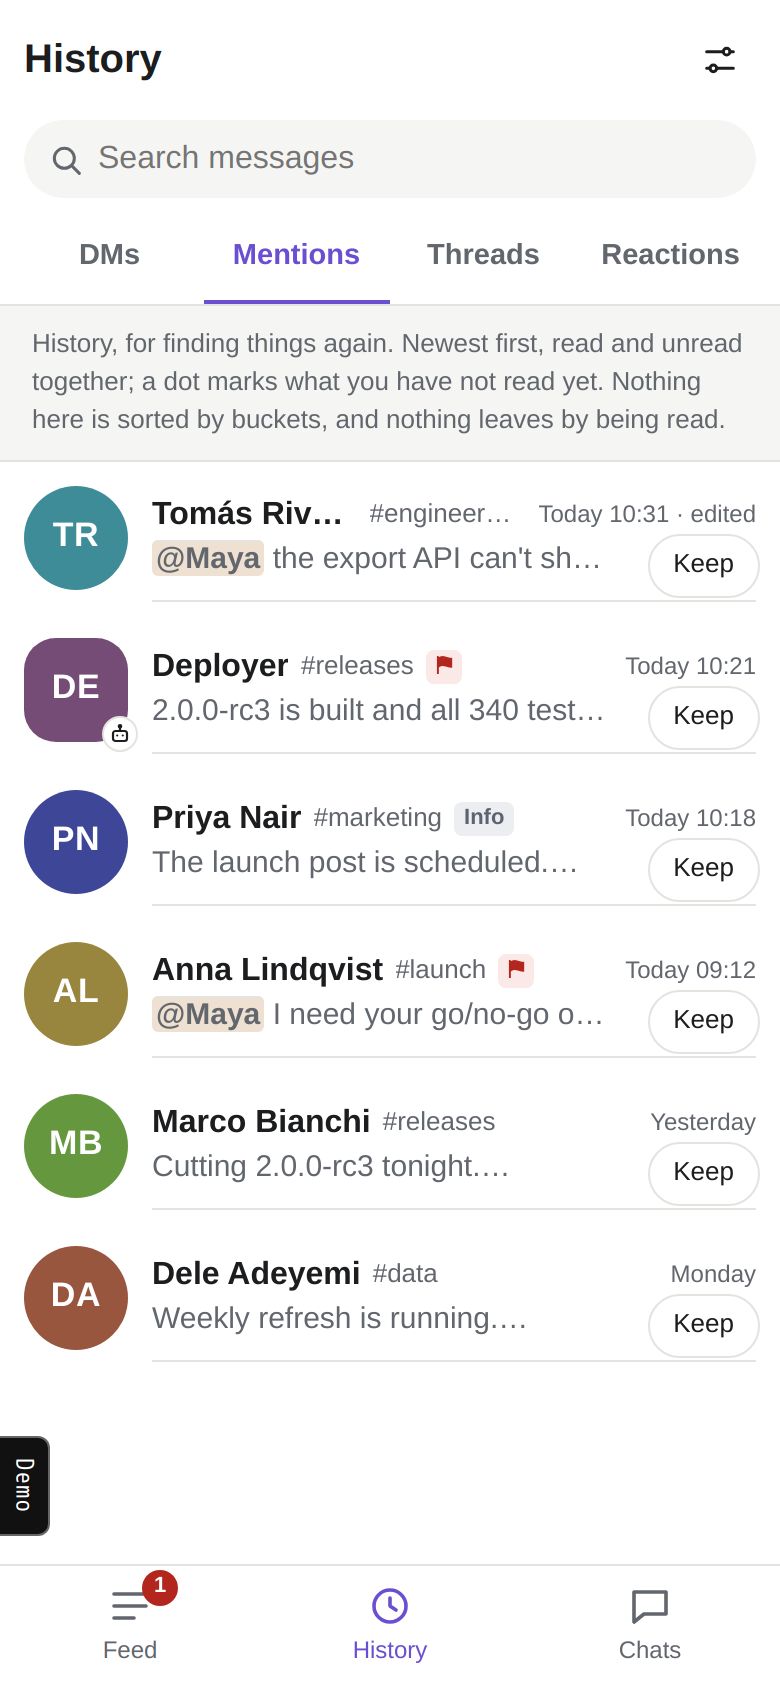 History
Search messages
DMs Mentions Threads Reactions
History, for finding things again. Newest first, read and unread
together; a dot marks what you have not read yet. Nothing
here is sorted by buckets, and nothing leaves by being read.
TR Tomás Riv… #engineer… Today 10:31 · edited
@Maya the export API can't sh… Keep
DE Deployer #releases Today 10:21
2.0.0-rc3 is built and all 340 test… Keep
PN Priya Nair #marketing Info Today 10:18
The launch post is scheduled.… Keep
AL Anna Lindqvist #launch Today 09:12
@Maya I need your go/no-go o… Keep
MB Marco Bianchi #releases Yesterday
Cutting 2.0.0-rc3 tonight.… Keep
DA Dele Adeyemi #data Monday
Weekly refresh is running.… Keep
Demo
1
Feed History Chats